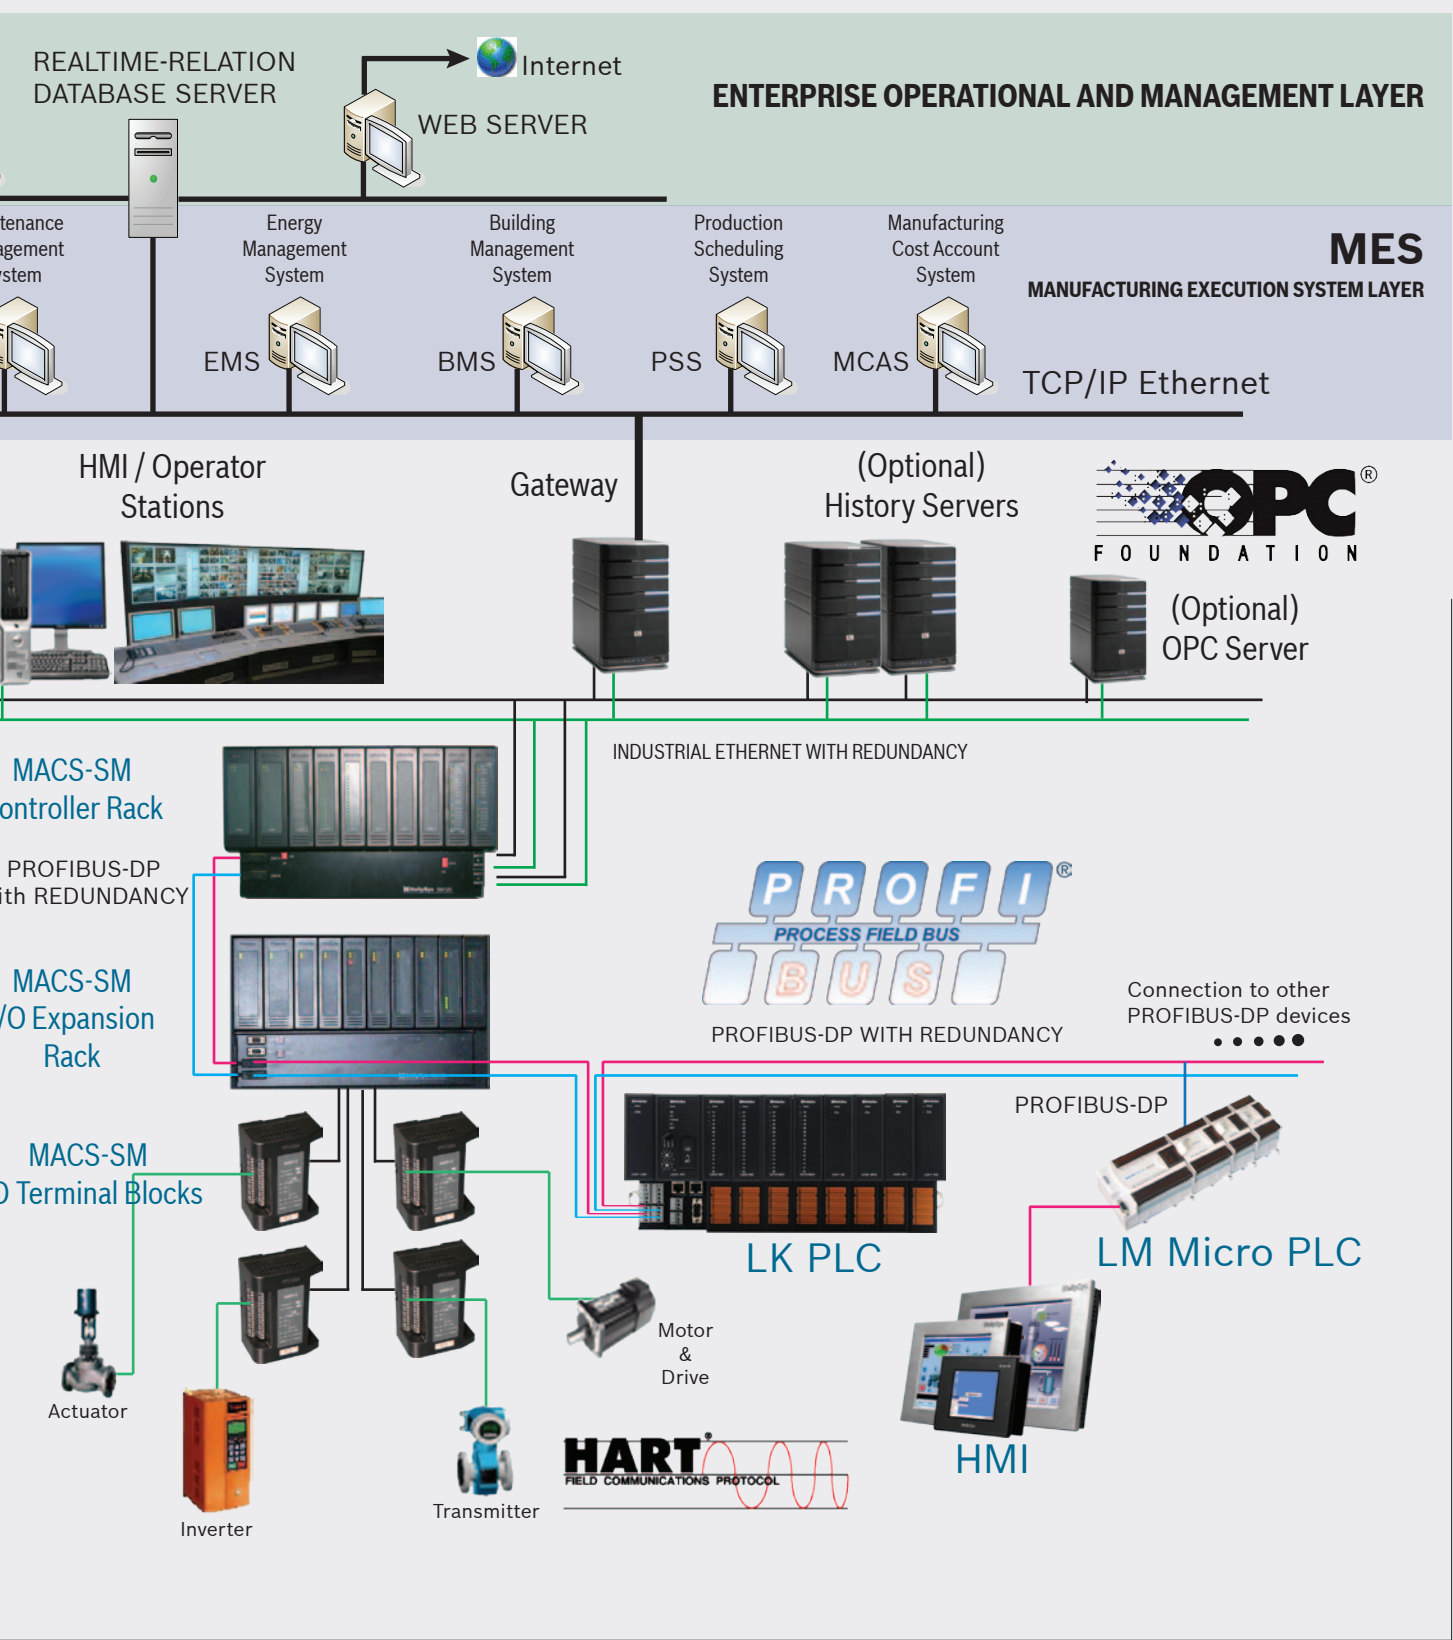 REALTIME-RELATION
DATABASE SERVER
Internet
WEB SERVER
ENTERPRISE OPERATIONAL AND MANAGEMENT LAYER
tenance
agement
ystem
Energy
Management
System
Building
Management
System
Production
Scheduling
System
Manufacturing
Cost Account
System
MES
MANUFACTURING EXECUTION SYSTEM LAYER
EMS
BMS
PSS
MCAS
TCP/IP Ethernet
HMI / Operator
Stations
Gateway
(Optional)
History Servers
OPC®
FOUNDATION
(Optional)
OPC Server
INDUSTRIAL ETHERNET WITH REDUNDANCY
MACS-SM
ontroller Rack
PROFIBUS-DP
ith REDUNDANCY
PROFI®
PROCESS FIELD BUS
BUS
PROFIBUS-DP WITH REDUNDANCY
Connection to other
PROFIBUS-DP devices
MACS-SM
/O Expansion
Rack
PROFIBUS-DP
MACS-SM
O Terminal Blocks
LK PLC
LM Micro PLC
Actuator
Motor
&
Drive
Inverter
Transmitter
HART®
FIELD COMMUNICATIONS PROTOCOL
HMI